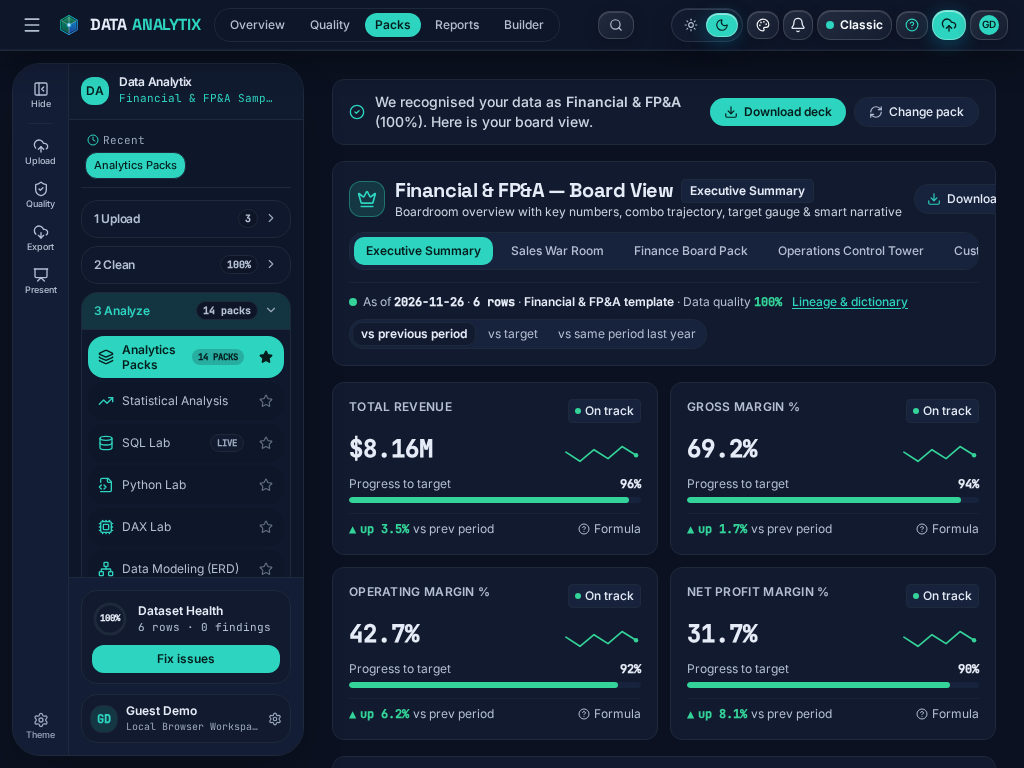 DATA ANALYTIX
Overview
Quality
Packs
Reports
Builder
Classic
GD
Hide
Upload
Quality
Export
Present
Theme
DA
Data Analytix
Financial & FP&A Samp…
Recent
Analytics Packs
1 Upload 3
2 Clean 100%
3 Analyze 14 packs
Analytics Packs 14 PACKS
Statistical Analysis
SQL Lab LIVE
Python Lab
DAX Lab
Data Modeling (ERD)
100%
Dataset Health
6 rows · 0 findings
Fix issues
GD
Guest Demo
Local Browser Workspa…
We recognised your data as Financial & FP&A
(100%). Here is your board view.
Download deck
Change pack
Financial & FP&A — Board View Executive Summary
Boardroom overview with key numbers, combo trajectory, target gauge & smart narrative
Downloa
Executive Summary
Sales War Room
Finance Board Pack
Operations Control Tower
Cust
As of 2026-11-26 · 6 rows · Financial & FP&A template · Data quality 100% Lineage & dictionary
vs previous period
vs target
vs same period last year
TOTAL REVENUE
On track
$8.16M
Progress to target 96%
▲ up 3.5% vs prev period
Formula
GROSS MARGIN %
On track
69.2%
Progress to target 94%
▲ up 1.7% vs prev period
Formula
OPERATING MARGIN %
On track
42.7%
Progress to target 92%
▲ up 6.2% vs prev period
Formula
NET PROFIT MARGIN %
On track
31.7%
Progress to target 90%
▲ up 8.1% vs prev period
Formula